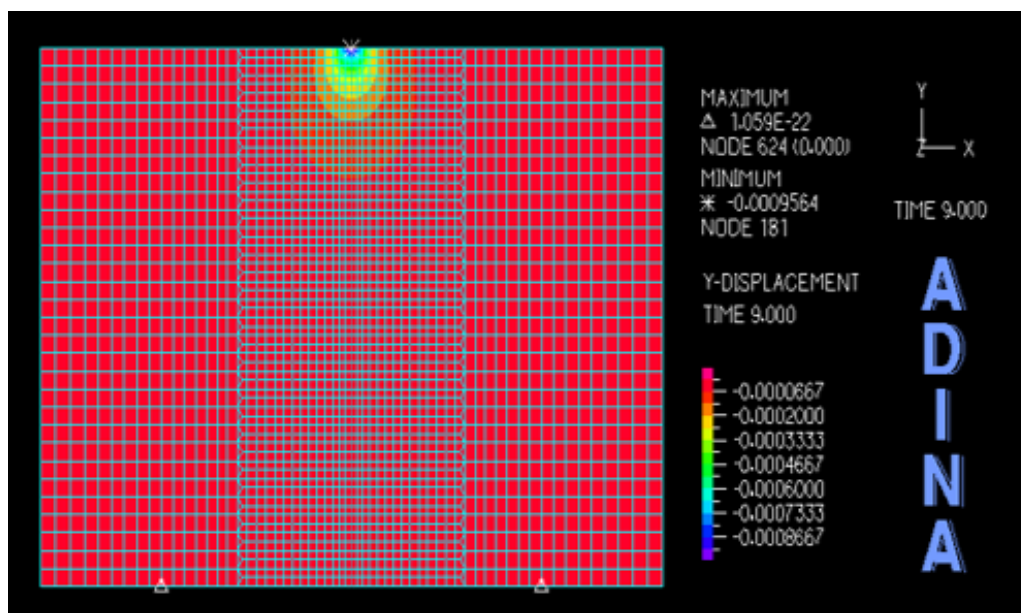 MAXIMUM
Δ 1.059E-22
NODE 624 (0.000)
MINIMUM
* -0.0009564
NODE 181
Y
Z X
TIME 9.000
Y-DISPLACEMENT
TIME 9.000
-0.0000667
-0.0002000
-0.0003333
-0.0004667
-0.0006000
-0.0007333
-0.0008667
A
D
I
N
A